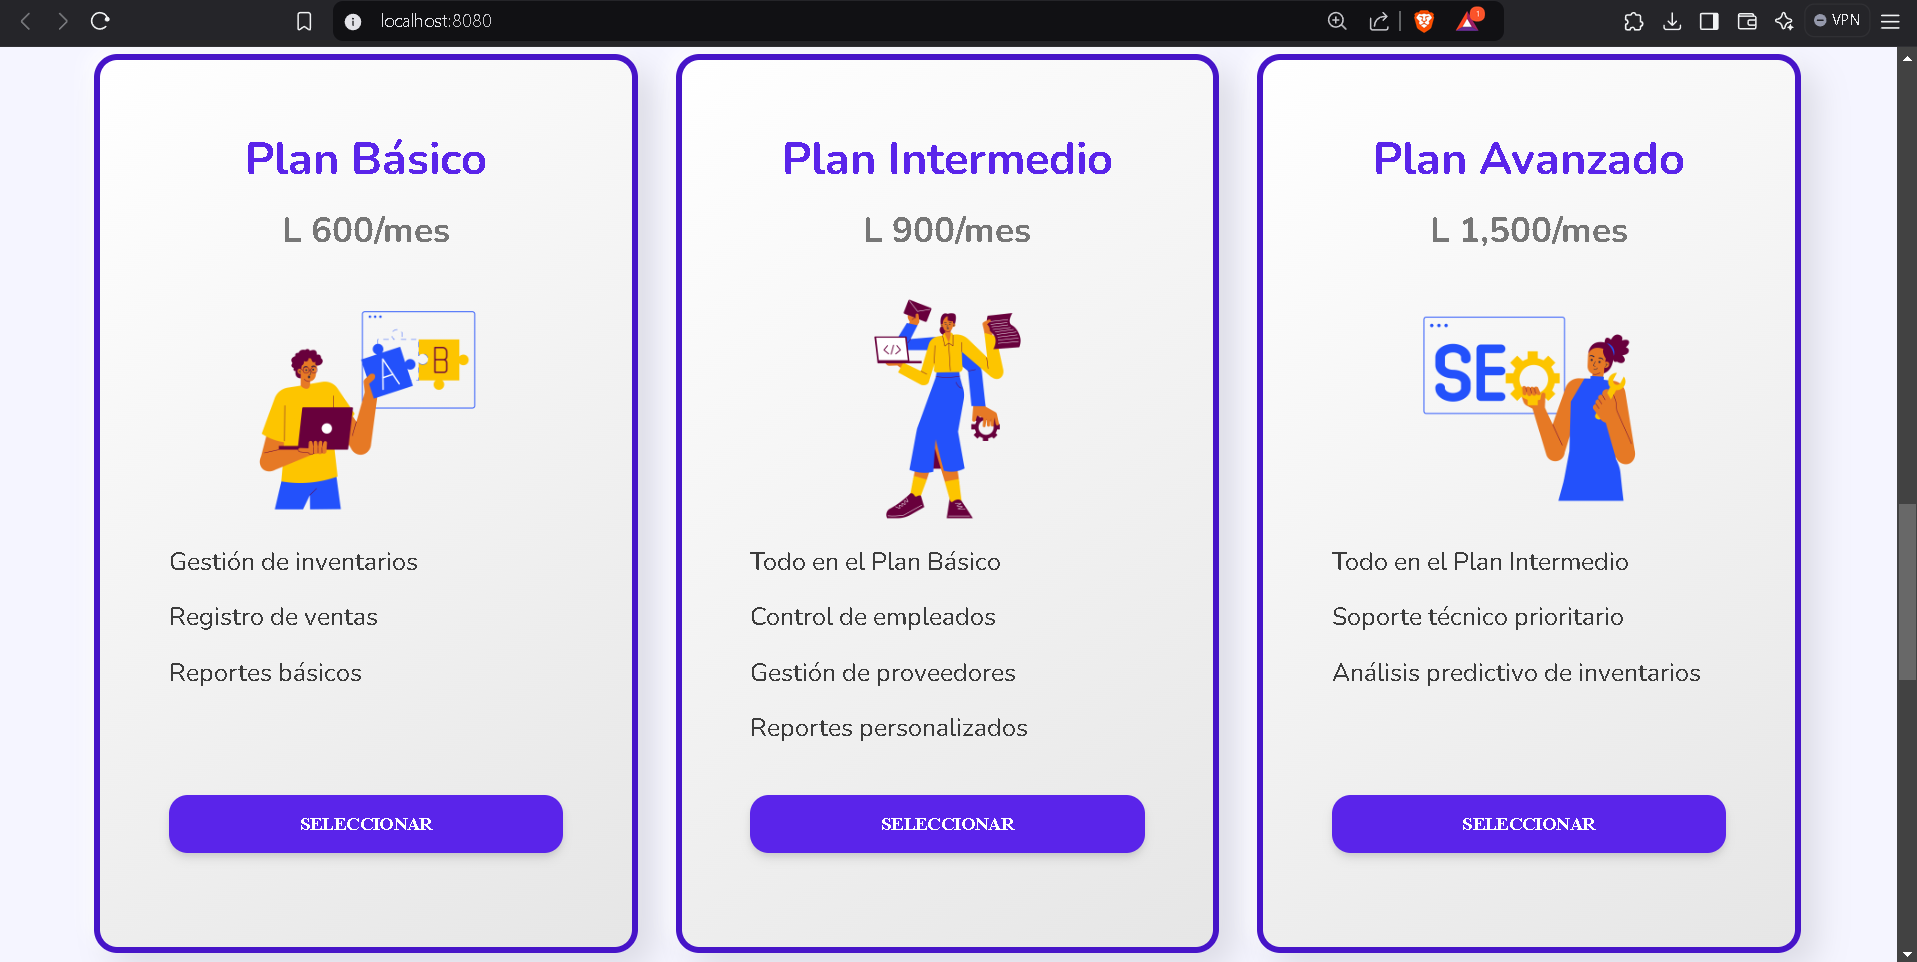 localhost:8080
1
VPN
Plan Básico
L 600/mes
A B
Gestión de inventarios
Registro de ventas
Reportes básicos
SELECCIONAR
Plan Intermedio
L 900/mes
</>
Todo en el Plan Básico
Control de empleados
Gestión de proveedores
Reportes personalizados
SELECCIONAR
Plan Avanzado
L 1,500/mes
SEO
Todo en el Plan Intermedio
Soporte técnico prioritario
Análisis predictivo de inventarios
SELECCIONAR